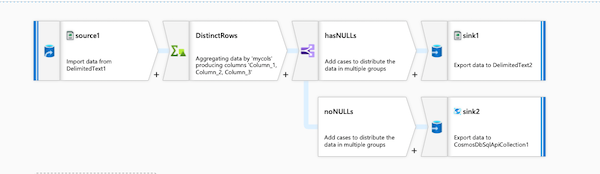 source1
Import data from
DelimitedText1
DistinctRows
Aggregating data by 'mycols'
producing columns 'Column_1,
Column_2, Column_3'
hasNULLs
Add cases to distribute the
data in multiple groups
sink1
Export data to DelimitedText2
noNULLs
Add cases to distribute the
data in multiple groups
sink2
Export data to
CosmosDbSqlApiCollection1